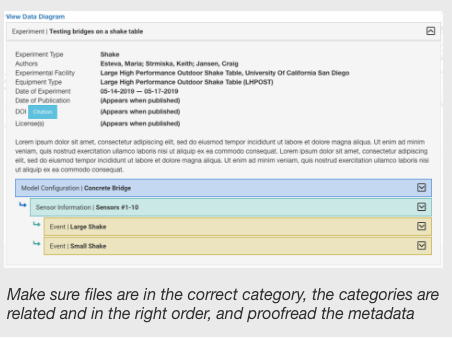 View Data Diagram
Experiment | Testing bridges on a shake table
Experiment Type Shake
Authors Esteva, Maria; Strmiska, Keith; Jansen, Craig
Experimental Facility Large High Performance Outdoor Shake Table, University Of California San Diego
Equipment Type Large High Performance Outdoor Shake Table (LHPOST)
Date of Experiment 05-14-2019 — 05-17-2019
Date of Publication (Appears when published)
DOI Citation (Appears when published)
License(s) (Appears when published)
Lorem ipsum dolor sit amet, consectetur adipiscing elit, sed do eiusmod tempor incididunt ut labore et dolore magna aliqua. Ut enim ad minim
veniam, quis nostrud exercitation ullamco laboris nisi ut aliquip ex ea commodo consequat. Lorem ipsum dolor sit amet, consectetur adipiscing
elit, sed do eiusmod tempor incididunt ut labore et dolore magna aliqua. Ut enim ad minim veniam, quis nostrud exercitation ullamco laboris nisi
ut aliquip ex ea commodo consequat.
Model Configuration | Concrete Bridge
Sensor Information | Sensors #1-10
Event | Large Shake
Event | Small Shake
Make sure files are in the correct category, the categories are
related and in the right order, and proofread the metadata